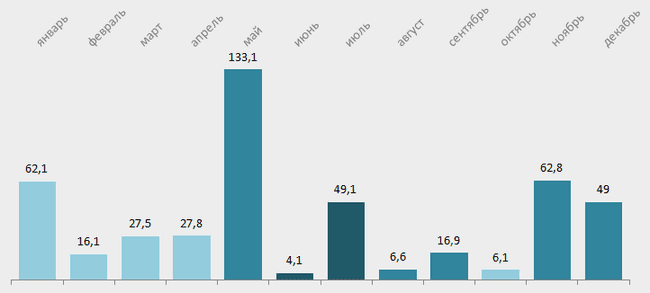 январь
февраль
март
апрель
май
июнь
июль
август
сентябрь
октябрь
ноябрь
декабрь
62,1
16,1
27,5
27,8
133,1
4,1
49,1
6,6
16,9
6,1
62,8
49